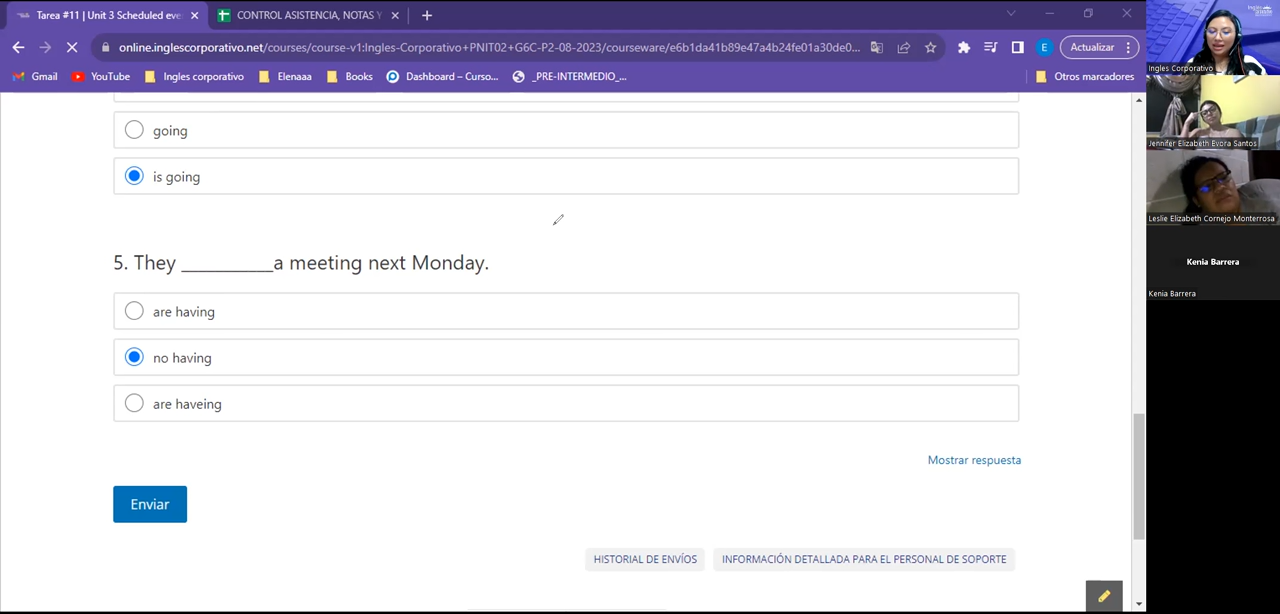 Tarea #11 | Unit 3 Scheduled eve
CONTROL ASISTENCIA, NOTAS Y
online.inglescorporativo.net/courses/course-v1:Ingles-Corporativo+PNIT02+G6C-P2-08-2023/courseware/e6b1da41b89e47a4b24fe01a30de0...
E
Actualizar
Gmail
YouTube
Ingles corporativo
Elenaaa
Books
Dashboard – Curso...
_PRE-INTERMEDIO_...
Otros marcadores
going
is going
5. They __________a meeting next Monday.
are having
no having
are haveing
Mostrar respuesta
Enviar
HISTORIAL DE ENVÍOS
INFORMACIÓN DETALLADA PARA EL PERSONAL DE SOPORTE
Ingles Corporativo
Jennifer Elizabeth Evora Santos
Leslie Elizabeth Cornejo Monterrosa
Kenia Barrera
Kenia Barrera